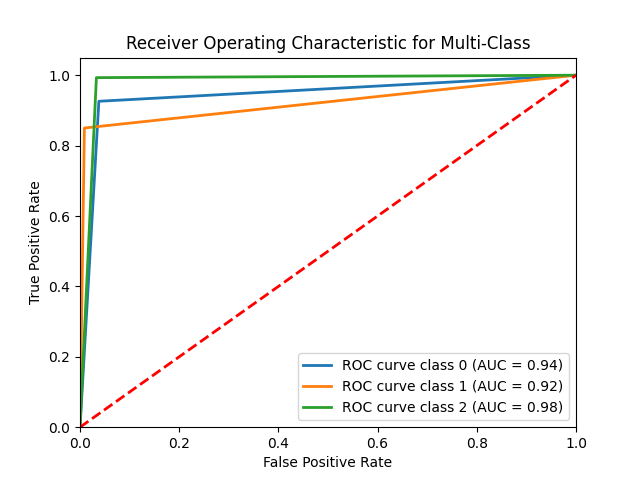 Receiver Operating Characteristic for Multi-Class
1.0
0.8
0.6
0.4
0.2
0.0
True Positive Rate
ROC curve class 0 (AUC = 0.94)
ROC curve class 1 (AUC = 0.92)
ROC curve class 2 (AUC = 0.98)
0.0 0.2 0.4 0.6 0.8 1.0
False Positive Rate